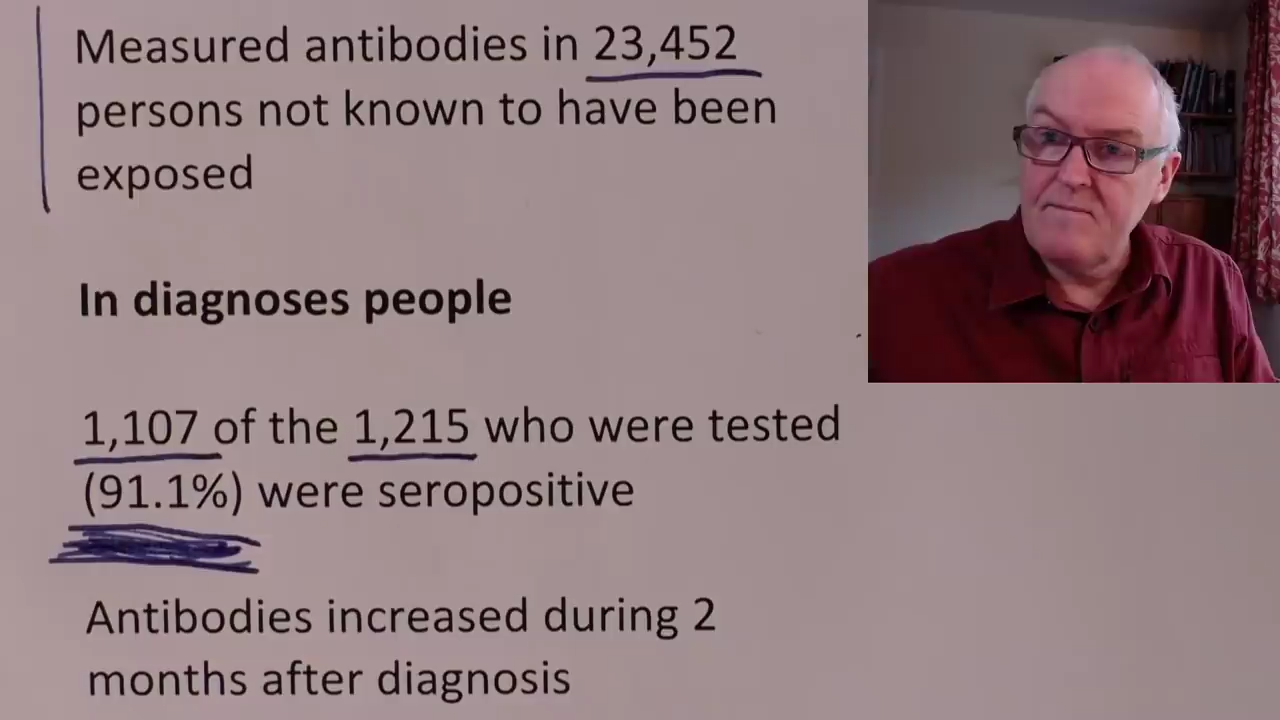 Measured antibodies in 23,452
persons not known to have been
exposed
In diagnoses people
1,107 of the 1,215 who were tested
(91.1%) were seropositive
Antibodies increased during 2
months after diagnosis